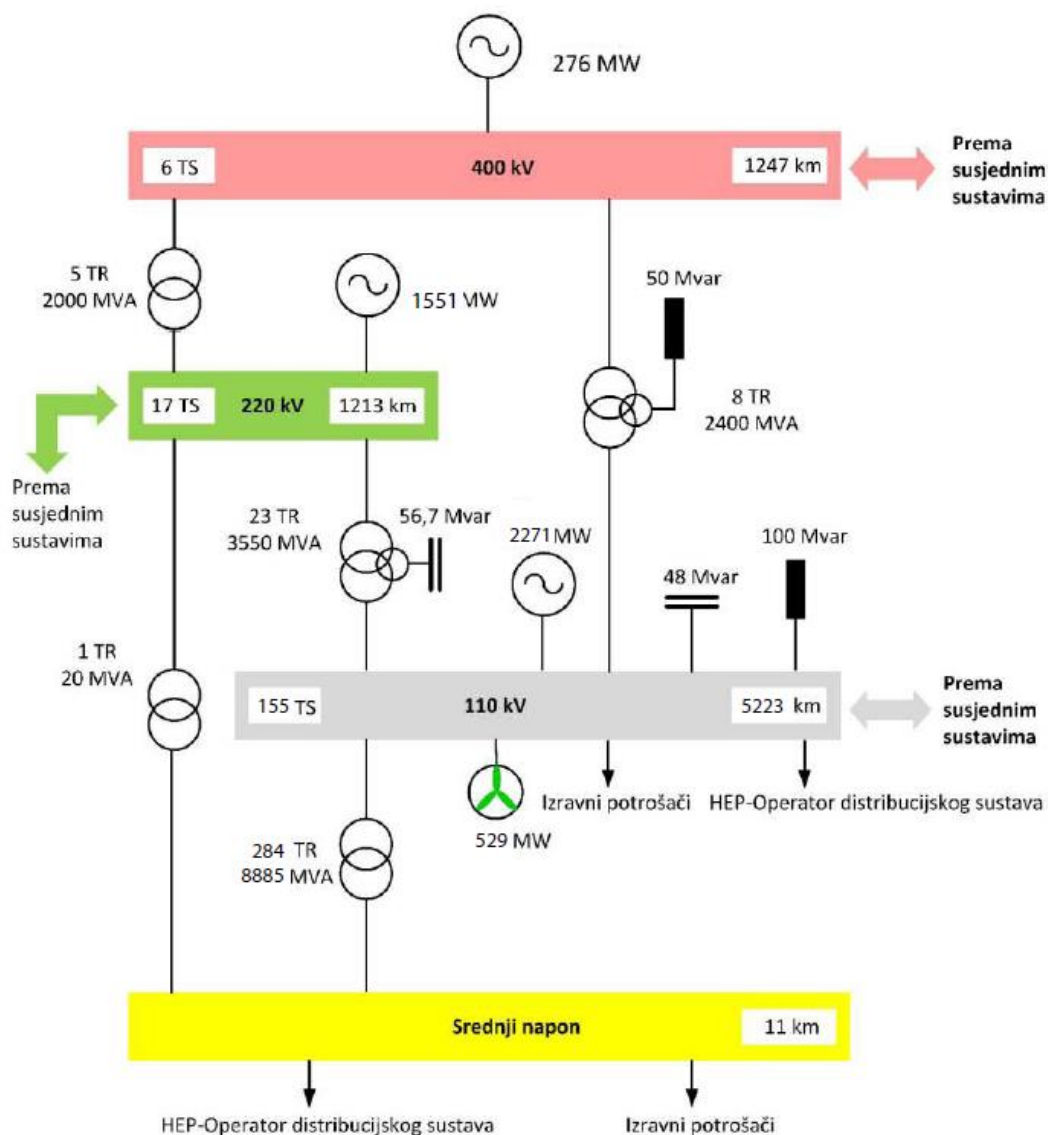 276 MW
6 TS
400 kV
1247 km
Prema
susjednim
sustavima
5 TR
2000 MVA
1551 MW
50 Mvar
17 TS
220 kV
1213 km
8 TR
2400 MVA
Prema
susjednim
sustavima
23 TR
3550 MVA
56,7 Mvar
2271 MW
48 Mvar
100 Mvar
1 TR
20 MVA
155 TS
110 kV
5223 km
Prema
susjednim
sustavima
Izravni potrošači
HEP-Operator distribucijskog sustava
529 MW
284 TR
8885 MVA
Srednji napon
11 km
HEP-Operator distribucijskog sustava
Izravni potrošači